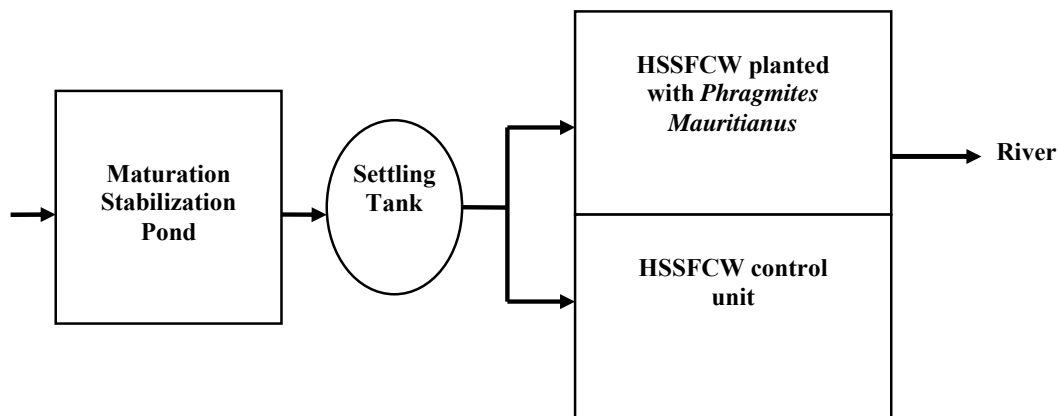 Maturation
Stabilization
Pond
Settling
Tank
HSSFCW planted
with Phragmites
Mauritianus
HSSFCW control
unit
River